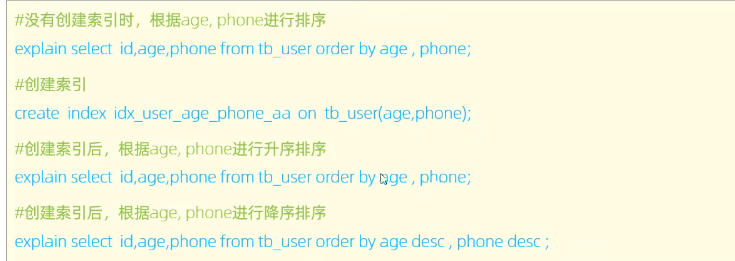 #没有创建索引时，根据age, phone进行排序
explain select  id,age,phone from tb_user order by age , phone;
#创建索引
create  index  idx_user_age_phone_aa  on  tb_user(age,phone);
#创建索引后，根据age, phone进行升序排序
explain select  id,age,phone from tb_user order by age , phone;
#创建索引后，根据age, phone进行降序排序
explain select  id,age,phone from tb_user order by age desc , phone desc ;